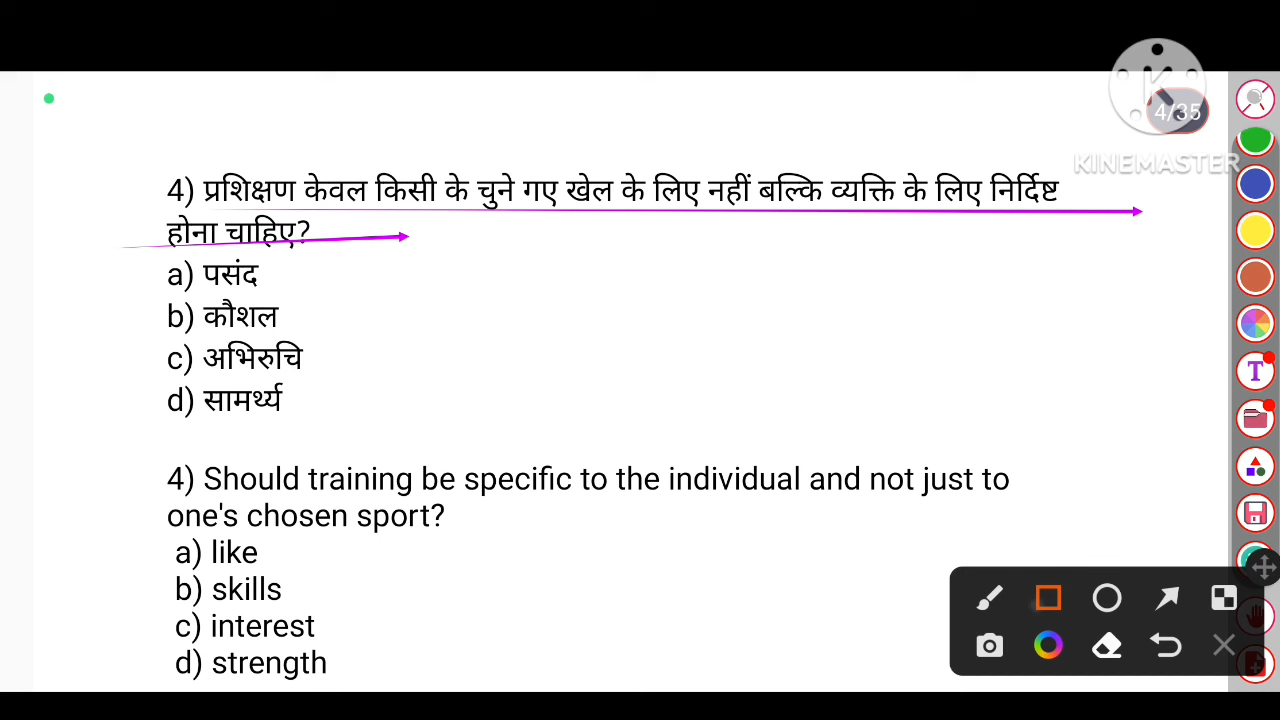 4/35
KINEMASTER
4) प्रशिक्षण केवल किसी के चुने गए खेल के लिए नहीं बल्कि व्यक्ति के लिए निर्दिष्ट
होना चाहिए?
a) पसंद
b) कौशल
c) अभिरुचि
d) सामर्थ्य
4) Should training be specific to the individual and not just to
one's chosen sport?
a) like
b) skills
c) interest
d) strength
T